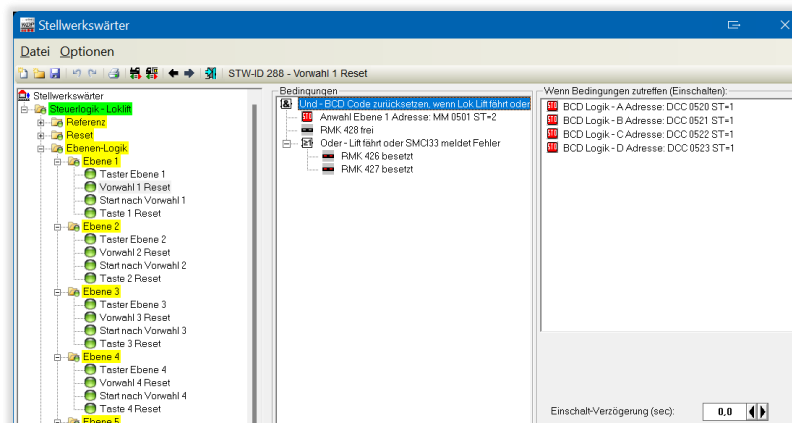 Stellwerkswärter
Datei Optionen
STW-ID 288 - Vorwahl 1 Reset
Stellwerkswärter
Steuerlogik - Loklift
Referenz
Reset
Ebenen-Logik
Ebene 1
Taster Ebene 1
Vorwahl 1 Reset
Start nach Vorwahl 1
Taste 1 Reset
Ebene 2
Taster Ebene 2
Vorwahl 2 Reset
Start nach Vorwahl 2
Taste 2 Reset
Ebene 3
Taster Ebene 3
Vorwahl 3 Reset
Start nach Vorwahl 3
Taste 3 Reset
Ebene 4
Taster Ebene 4
Vorwahl 4 Reset
Start nach Vorwahl 4
Taste 4 Reset
Ebene 5
Bedingungen
& Und - BCD Code zurücksetzen, wenn Lok Lift fährt oder
STO Anwahl Ebene 1 Adresse: MM 0501 ST=2
RMK 428 frei
≥1 Oder - Lift fährt oder SMCI33 meldet Fehler
RMK 426 besetzt
RMK 427 besetzt
Wenn Bedingungen zutreffen (Einschalten):
STO BCD Logik - A Adresse: DCC 0520 ST=1
STO BCD Logik - B Adresse: DCC 0521 ST=1
STO BCD Logik - C Adresse: DCC 0522 ST=1
STO BCD Logik - D Adresse: DCC 0523 ST=1
Einschalt-Verzögerung (sec): 0,0